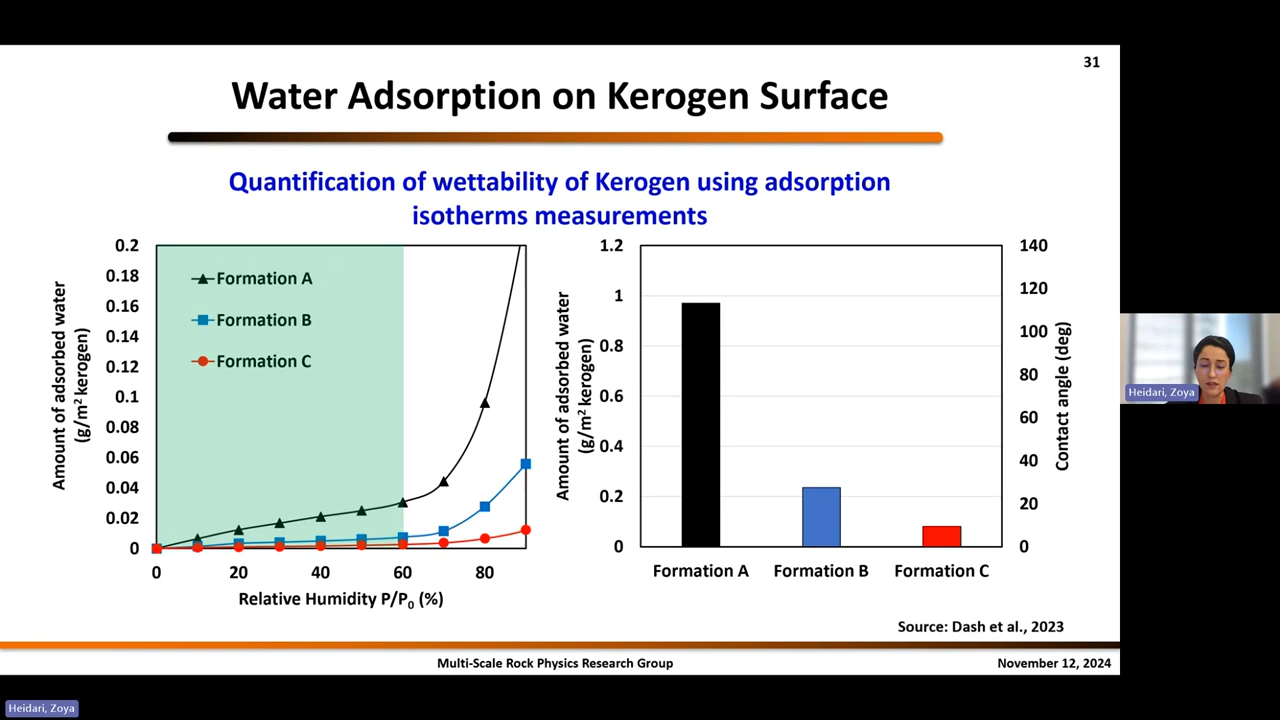 31
Water Adsorption on Kerogen Surface
Quantification of wettability of Kerogen using adsorption
isotherms measurements
Amount of adsorbed water
(g/m² kerogen)
0.2
0.18
0.16
0.14
0.12
0.1
0.08
0.06
0.04
0.02
0
Formation A
Formation B
Formation C
0 20 40 60 80
Relative Humidity P/P₀ (%)
Amount of adsorbed water
(g/m² kerogen)
1.2
1
0.8
0.6
0.4
0.2
0
140
120
100
80
60
40
20
0
Contact angle (deg)
Formation A Formation B Formation C
Source: Dash et al., 2023
Multi-Scale Rock Physics Research Group
November 12, 2024
Heidari, Zoya
Heidari, Zoya